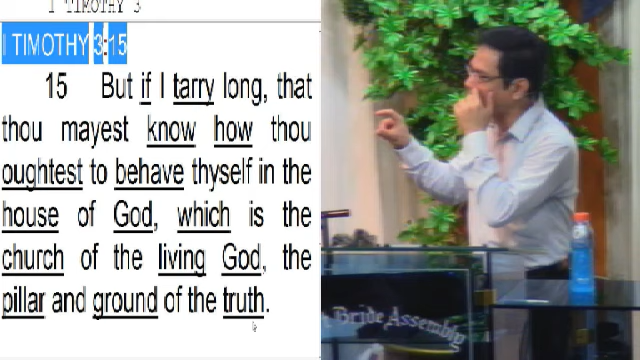 I TIMOTHY 3
I TIMOTHY 3:15
15 But if I tarry long, that
thou mayest know how thou
oughtest to behave thyself in the
house of God, which is the
church of the living God, the
pillar and ground of the truth.
Bride Assembly